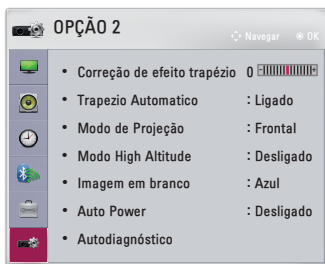 OPÇÃO 2
Navegar OK
• Correção de efeito trapézio 0
• Trapezio Automatico : Ligado
• Modo de Projeção : Frontal
• Modo High Altitude : Desligado
• Imagem em branco : Azul
• Auto Power : Desligado
• Autodiagnóstico